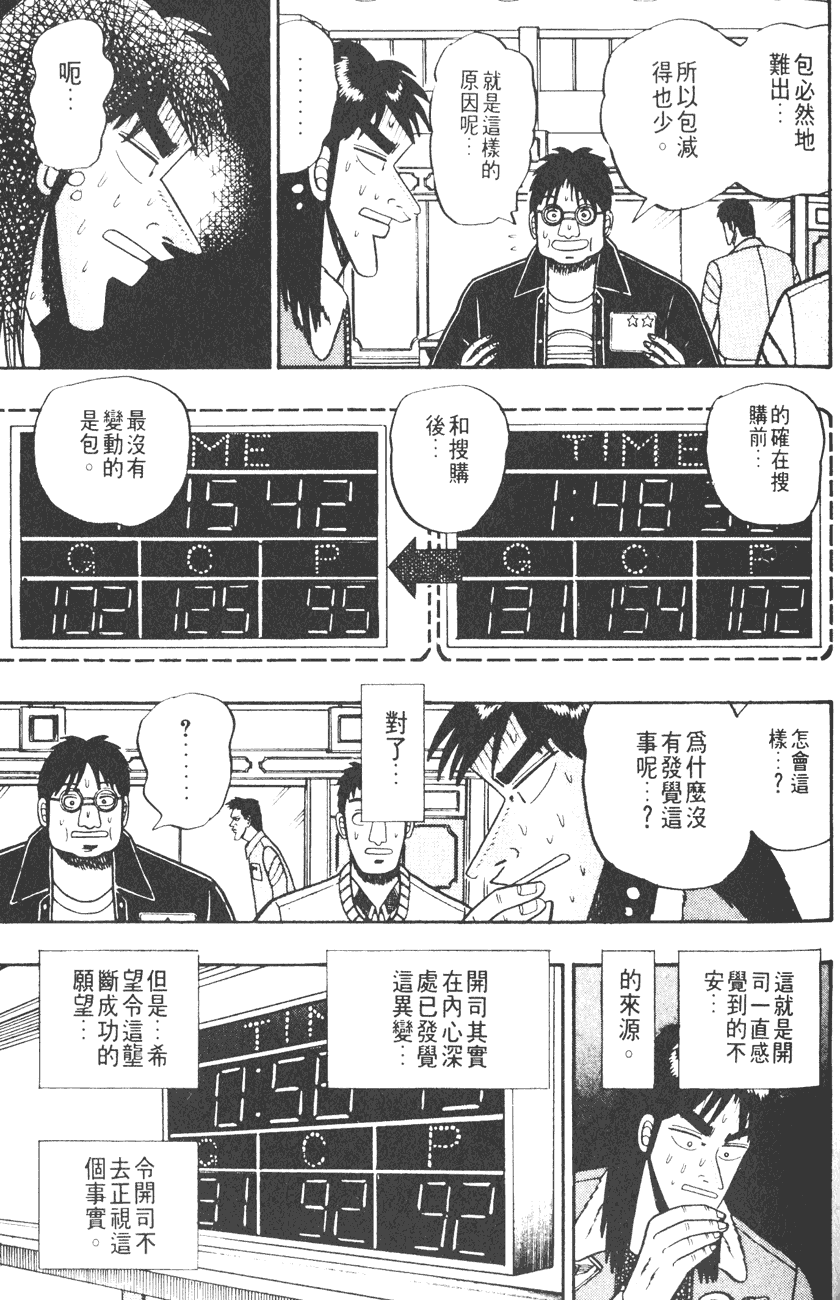 包必然地
難出…
所以包減
得也少。
就是這樣的
原因呢…
………
呃…
的確在搜
購前…
和搜購
後…
最沒有
變動的
是包。
TIME
1:48
G C P
131 154 102
ME
15 42
G C P
102 125 95
怎會這
樣…?
爲什麼沒
有發覺這
事呢…?
對了…
?………
這就是開
司一直感
覺到的不
安…
的來源。
開司其實
在內心深
處已發覺
這異變…
但是…希
望令這壟
斷成功的
願望…
令開司不
去正視這
個事實。
TIM
0:50
C P
92 92